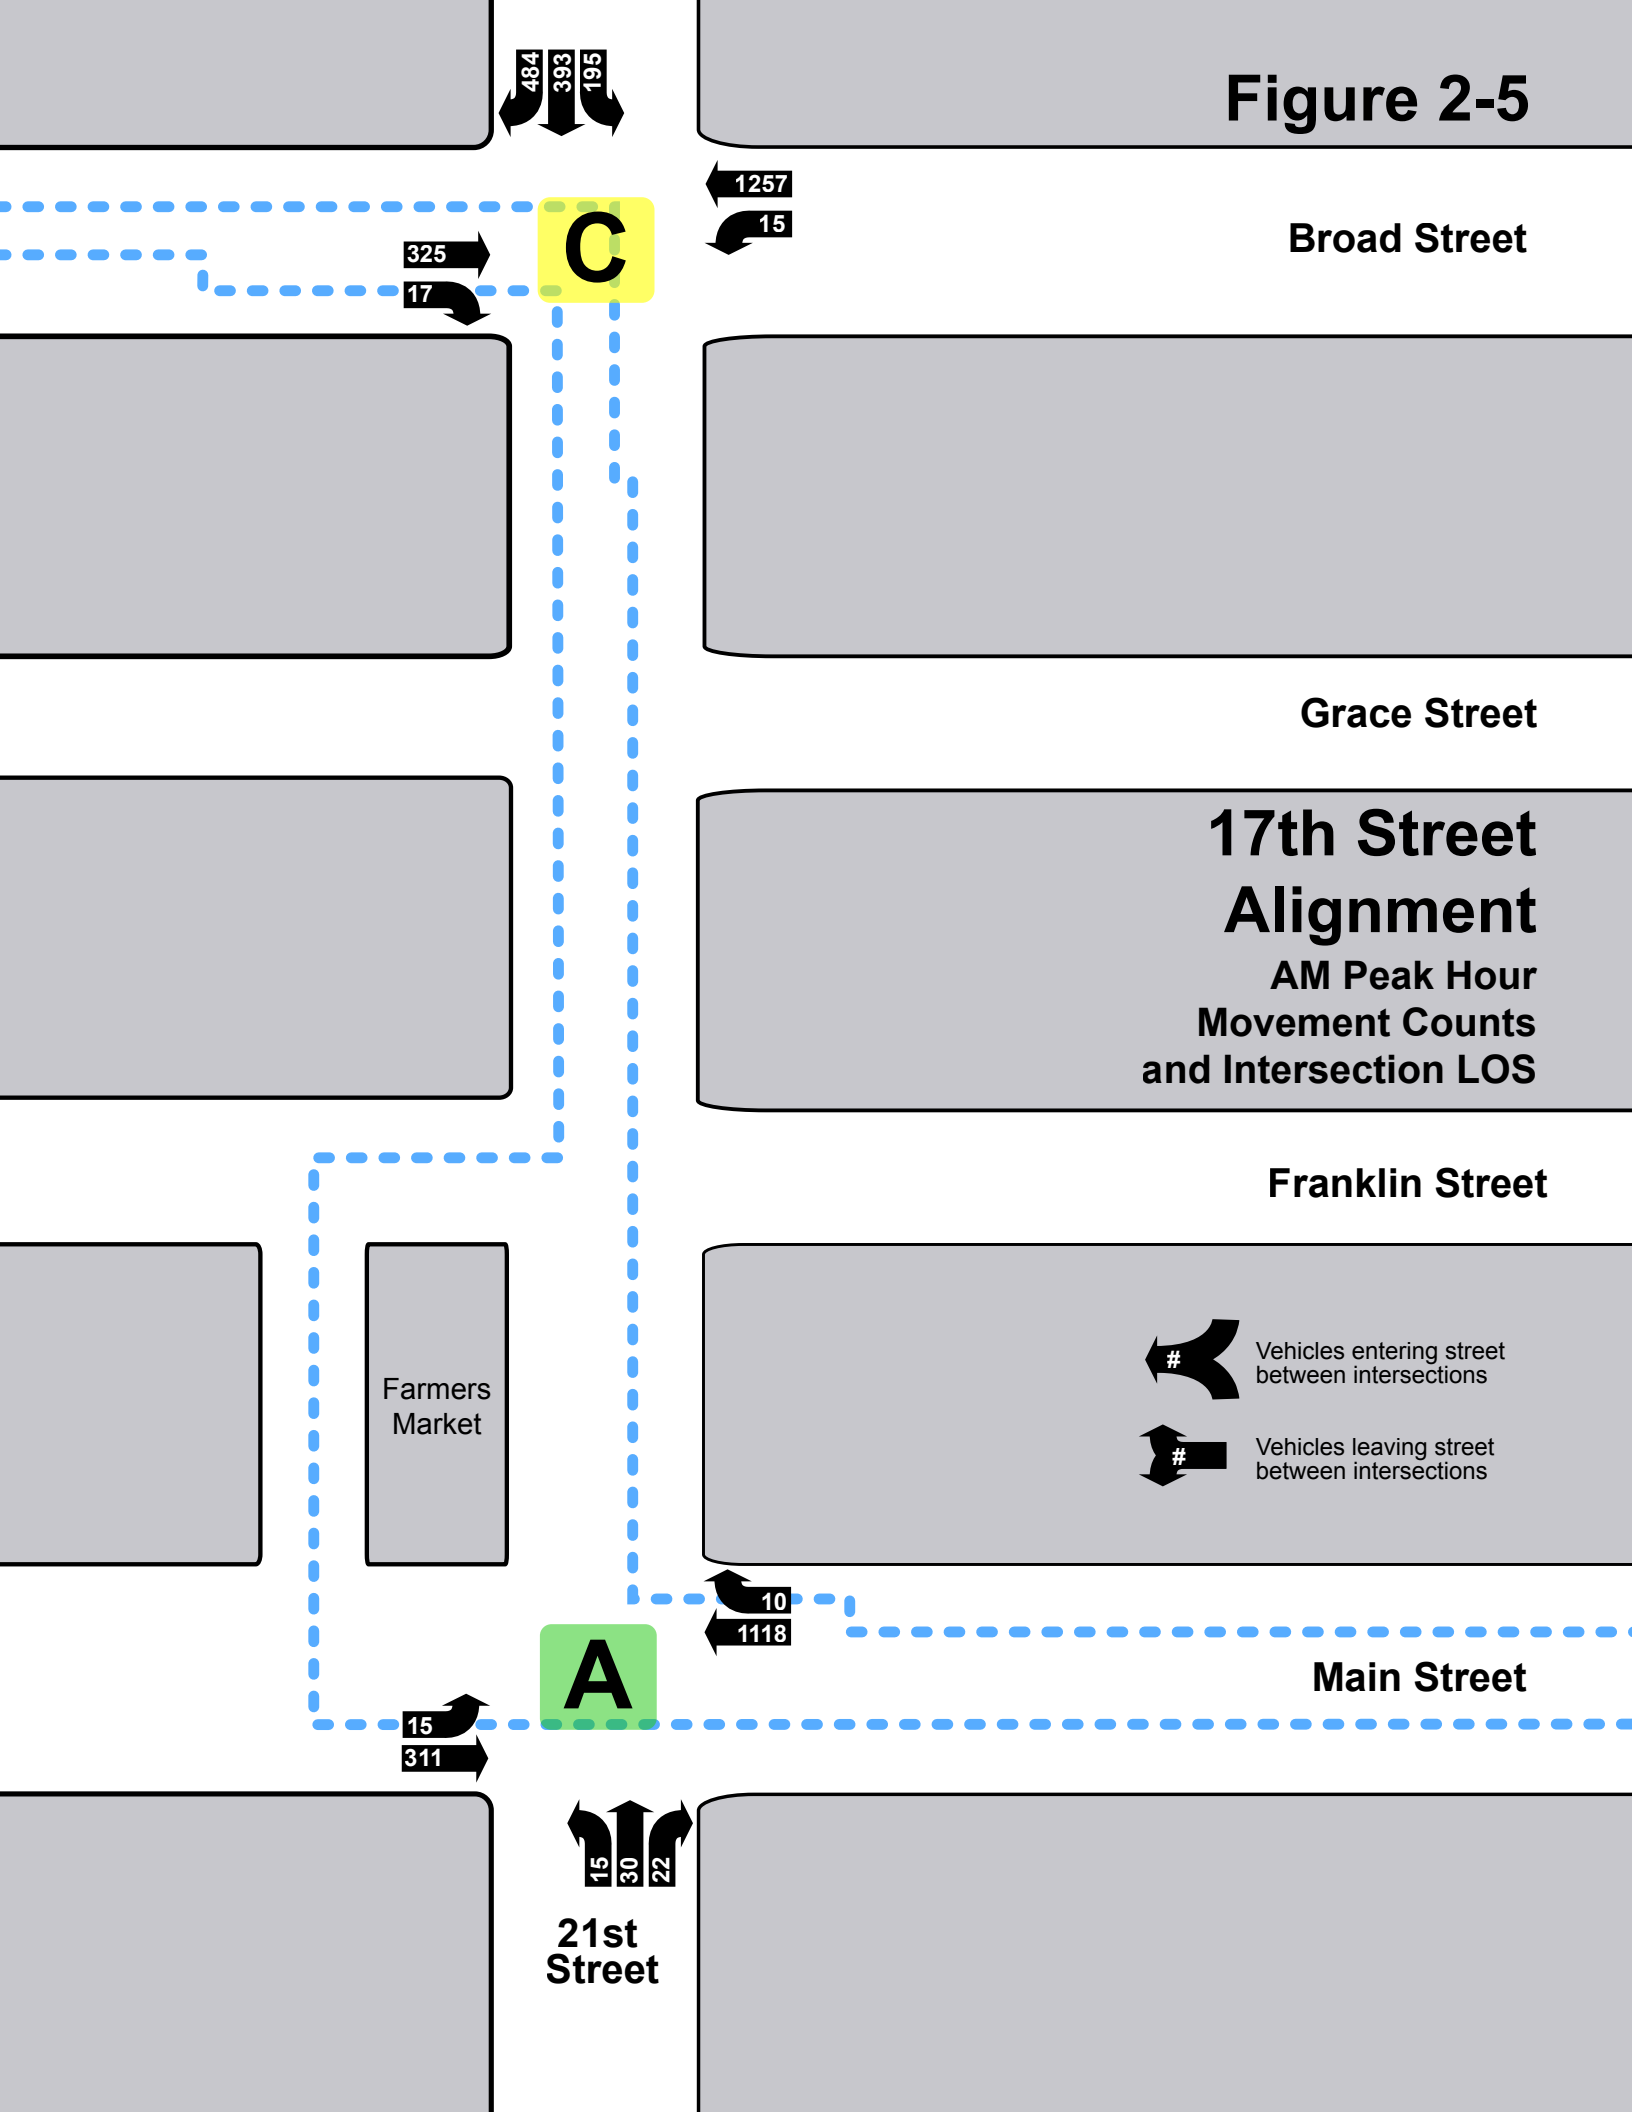 Figure 2-5
484
393
195
1257
15
Broad Street
325
C
17
Grace Street
17th Street
Alignment
AM Peak Hour
Movement Counts
and Intersection LOS
Franklin Street
Farmers
Market
#
Vehicles entering street
between intersections
#
Vehicles leaving street
between intersections
10
1118
A
Main Street
15
311
15
30
22
21st
Street